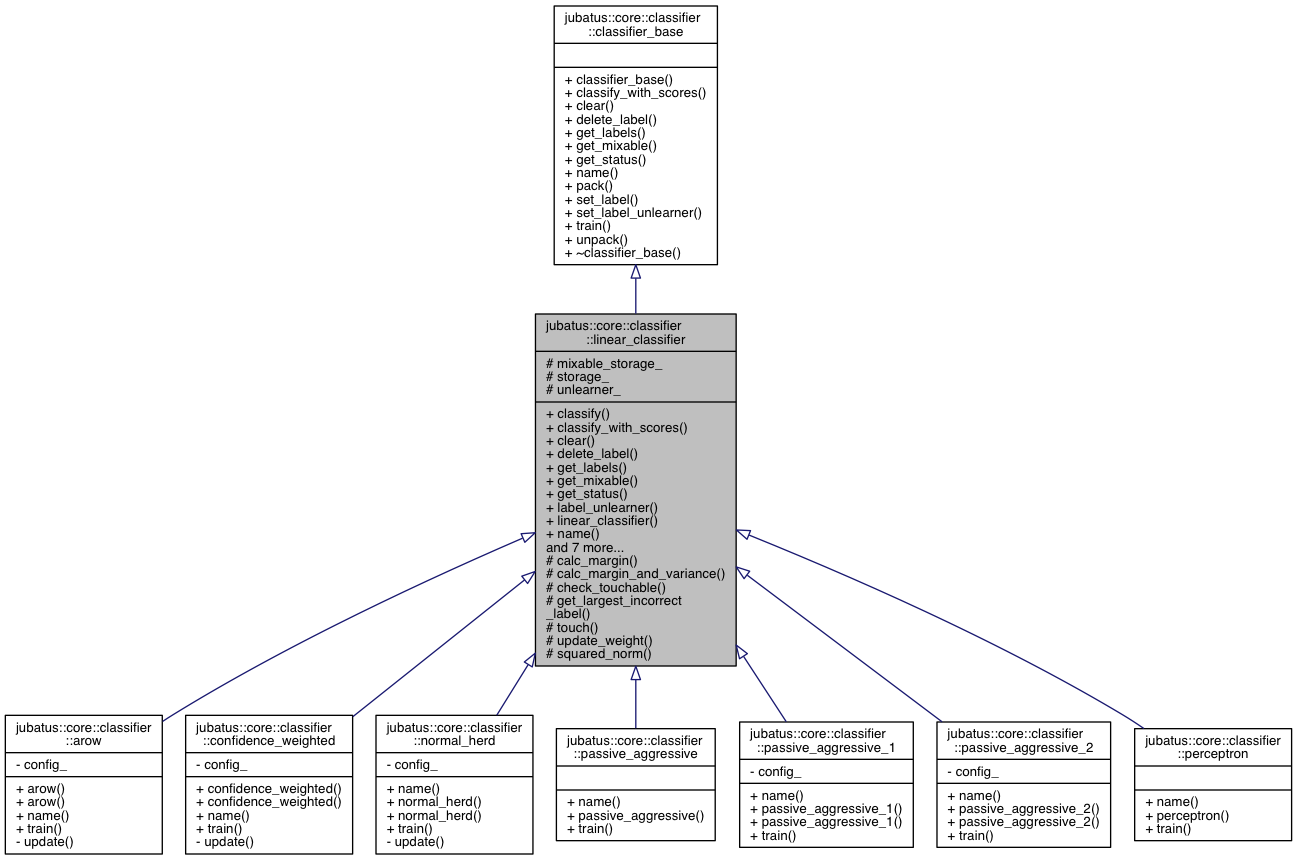 jubatus::core::classifier
::classifier_base
+ classifier_base()
+ classify_with_scores()
+ clear()
+ delete_label()
+ get_labels()
+ get_mixable()
+ get_status()
+ name()
+ pack()
+ set_label()
+ set_label_unlearner()
+ train()
+ unpack()
+ ~classifier_base()
jubatus::core::classifier
::linear_classifier
# mixable_storage_
# storage_
# unlearner_
+ classify()
+ classify_with_scores()
+ clear()
+ delete_label()
+ get_labels()
+ get_mixable()
+ get_status()
+ label_unlearner()
+ linear_classifier()
+ name()
and 7 more...
# calc_margin()
# calc_margin_and_variance()
# check_touchable()
# get_largest_incorrect
_label()
# touch()
# update_weight()
# squared_norm()
jubatus::core::classifier
::arow
- config_
+ arow()
+ arow()
+ name()
+ train()
- update()
jubatus::core::classifier
::confidence_weighted
- config_
+ confidence_weighted()
+ confidence_weighted()
+ name()
+ train()
- update()
jubatus::core::classifier
::normal_herd
- config_
+ name()
+ normal_herd()
+ normal_herd()
+ train()
- update()
jubatus::core::classifier
::passive_aggressive
+ name()
+ passive_aggressive()
+ train()
jubatus::core::classifier
::passive_aggressive_1
- config_
+ name()
+ passive_aggressive_1()
+ passive_aggressive_1()
+ train()
jubatus::core::classifier
::passive_aggressive_2
- config_
+ name()
+ passive_aggressive_2()
+ passive_aggressive_2()
+ train()
jubatus::core::classifier
::perceptron
+ name()
+ perceptron()
+ train()